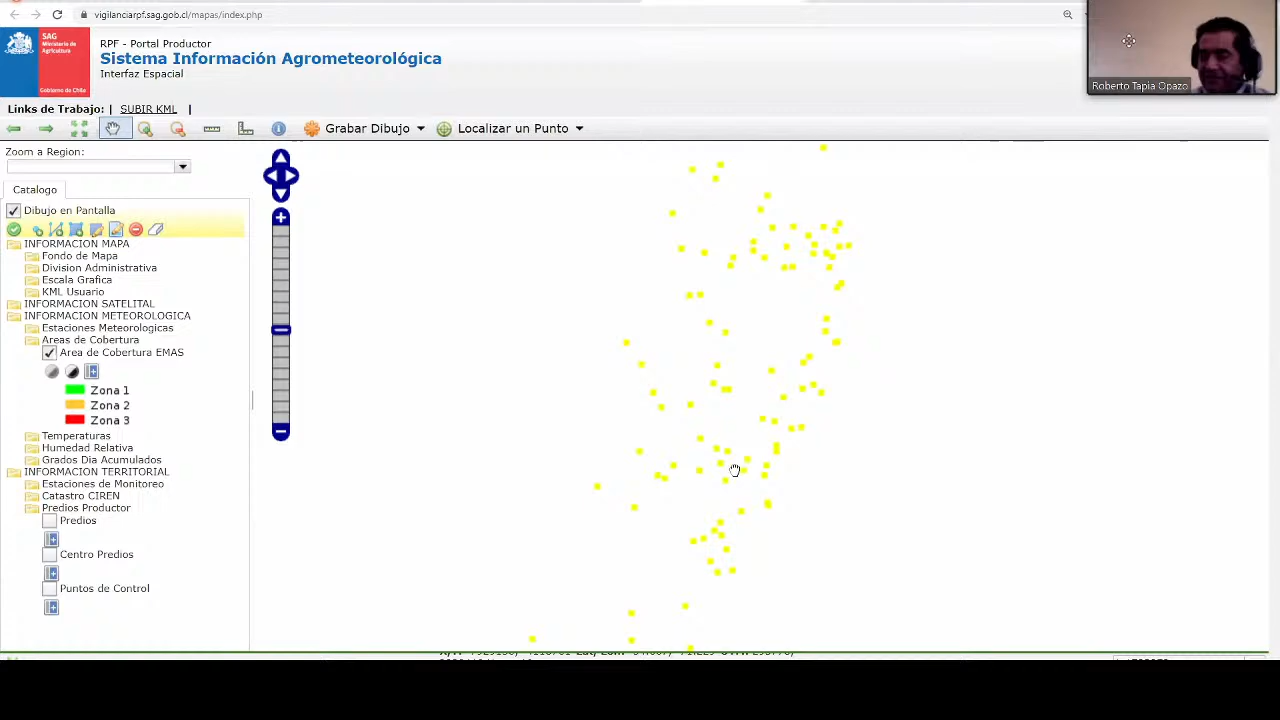 vigilanciarpf.sag.gob.cl/mapas/index.php
SAG
Ministerio de
Agricultura
Gobierno de Chile
RPF - Portal Productor
Sistema Información Agrometeorológica
Interfaz Espacial
Roberto Tapia Opazo
Links de Trabajo: | SUBIR KML |
Grabar Dibujo
Localizar un Punto
Zoom a Region:
Catalogo
Dibujo en Pantalla
INFORMACION MAPA
Fondo de Mapa
Division Administrativa
Escala Grafica
KML Usuario
INFORMACION SATELITAL
INFORMACION METEOROLOGICA
Estaciones Meteorologicas
Areas de Cobertura
Area de Cobertura EMAS
Zona 1
Zona 2
Zona 3
Temperaturas
Humedad Relativa
Grados Dia Acumulados
INFORMACION TERRITORIAL
Estaciones de Monitoreo
Catastro CIREN
Predios Productor
Predios
Centro Predios
Puntos de Control